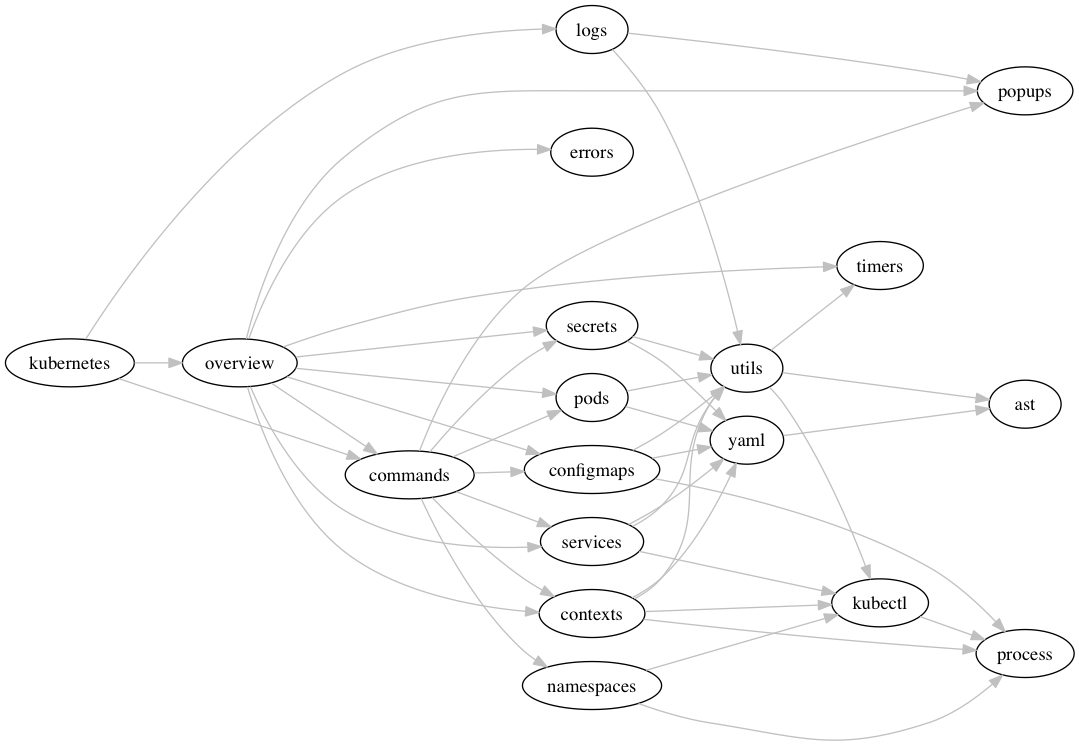 logs
popups
errors
timers
secrets
kubernetes
overview
utils
pods
ast
yaml
commands
configmaps
services
kubectl
contexts
process
namespaces